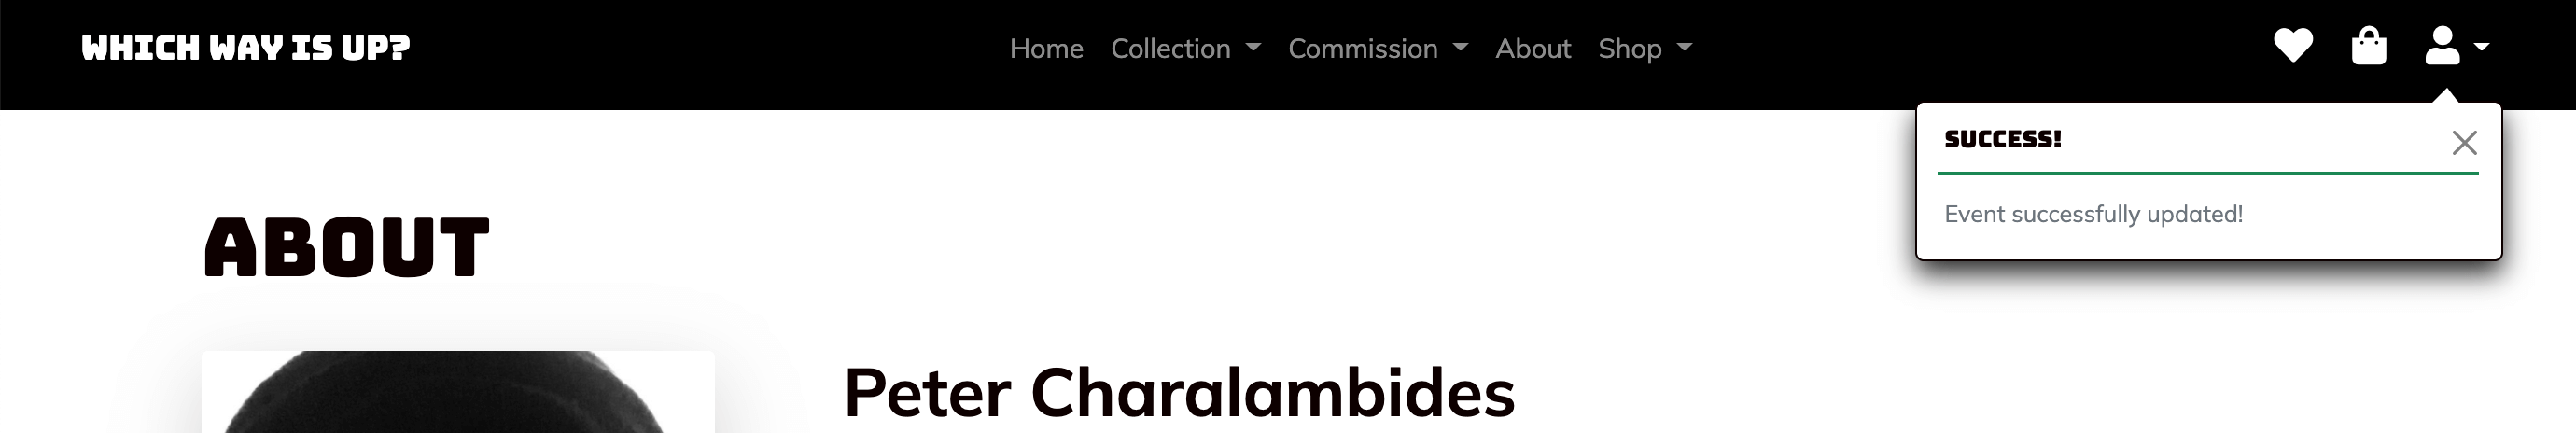 WHICH WAY IS UP?
Home Collection Commission About Shop
SUCCESS!
Event successfully updated!
ABOUT
Peter Charalambides